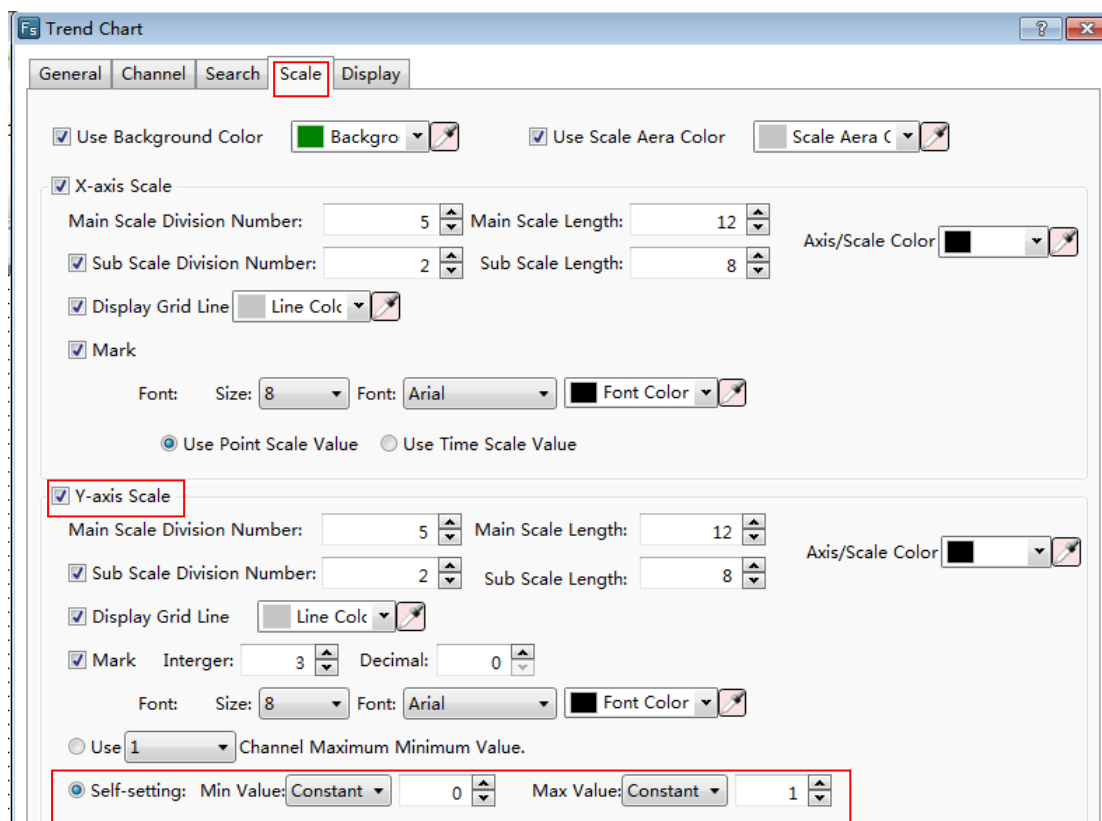 Fs Trend Chart ?
General Channel Search Scale Display
Use Background Color Backgro Use Scale Aera Color Scale Aera C
X-axis Scale
Main Scale Division Number: 5 Main Scale Length: 12 Axis/Scale Color
Sub Scale Division Number: 2 Sub Scale Length: 8
Display Grid Line Line Colc
Mark
Font: Size: 8 Font: Arial Font Color
Use Point Scale Value Use Time Scale Value
Y-axis Scale
Main Scale Division Number: 5 Main Scale Length: 12 Axis/Scale Color
Sub Scale Division Number: 2 Sub Scale Length: 8
Display Grid Line Line Colc
Mark Interger: 3 Decimal: 0
Font: Size: 8 Font: Arial Font Color
Use 1 Channel Maximum Minimum Value.
Self-setting: Min Value: Constant 0 Max Value: Constant 1